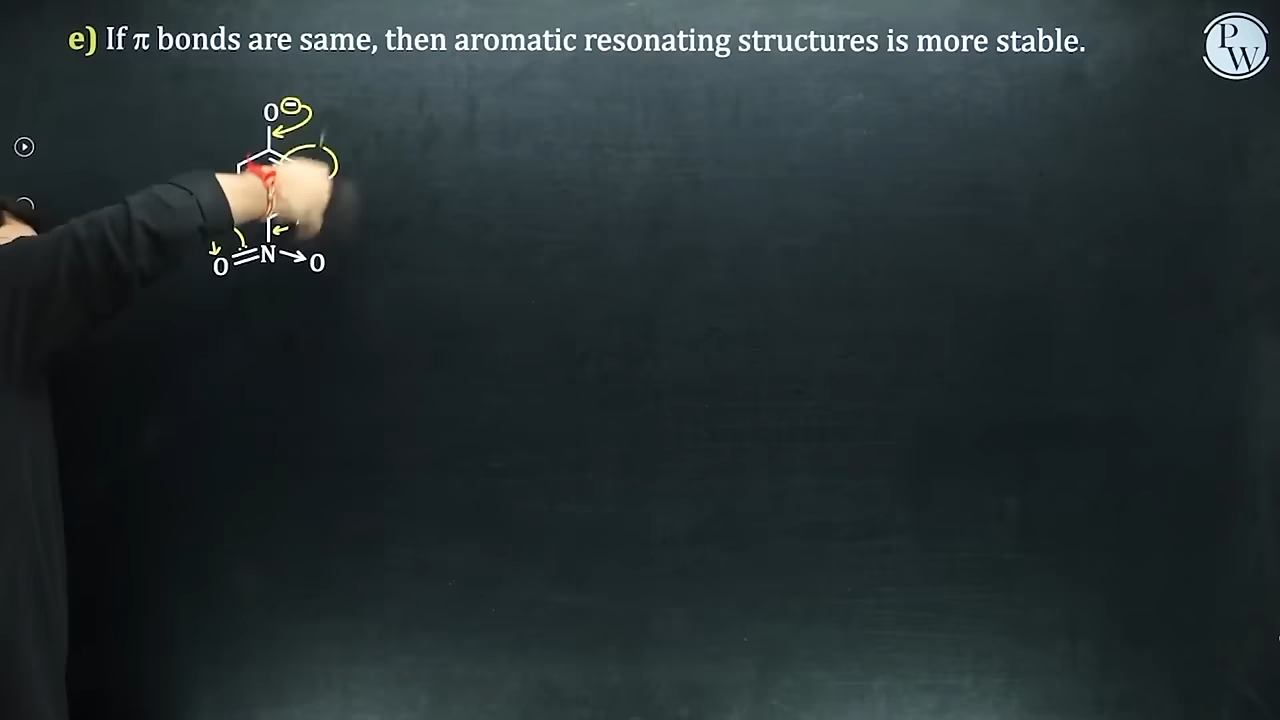 e) If π bonds are same, then aromatic resonating structures is more stable.
PW
O⊖
O=N→O